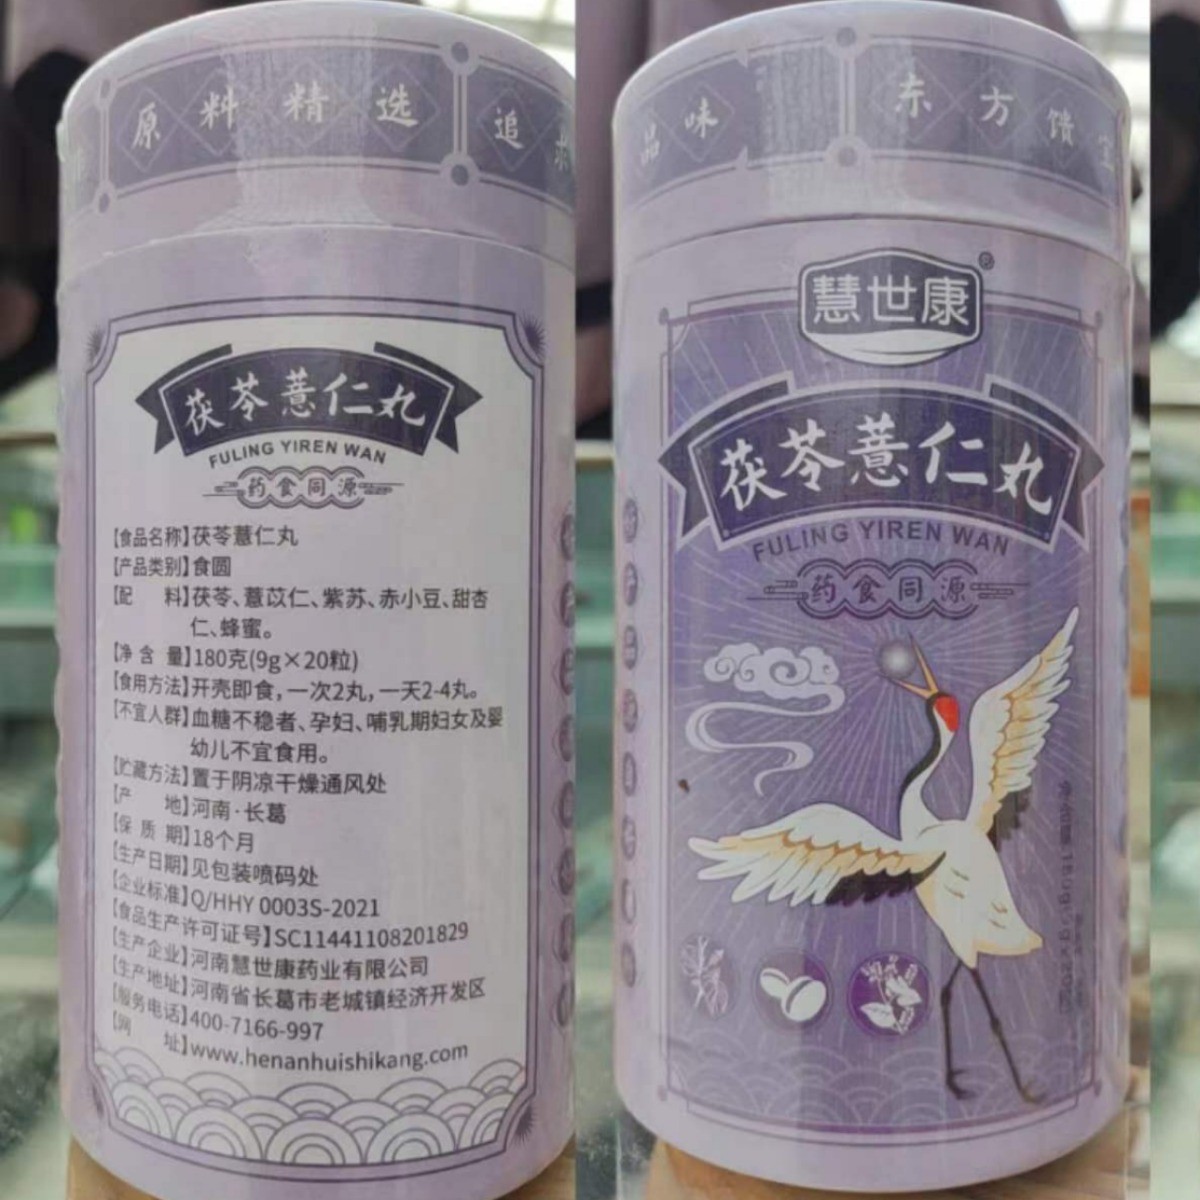 原料精选
追
茯苓薏仁丸
FULING YIREN WAN
药食同源
【食品名称】茯苓薏仁丸
【产品类别】食圆
【配 料】茯苓、薏苡仁、紫苏、赤小豆、甜杏
仁、蜂蜜。
【净含量】180克(9g×20粒)
【食用方法】开壳即食，一次2丸，一天2-4丸。
【不宜人群】血糖不稳者、孕妇、哺乳期妇女及婴
幼儿不宜食用。
【贮藏方法】置于阴凉干燥通风处
【产 地】河南·长葛
【保质期】18个月
【生产日期】见包装喷码处
【企业标准】Q/HHY 0003S-2021
【食品生产许可证号】SC11441108201829
【生产企业】河南慧世康药业有限公司
【生产地址】河南省长葛市老城镇经济开发区
【服务电话】400-7166-997
【网 址】www.henanhuishikang.com
品味
东方馈宝
慧世康®
茯苓薏仁丸
FULING YIREN WAN
药食同源